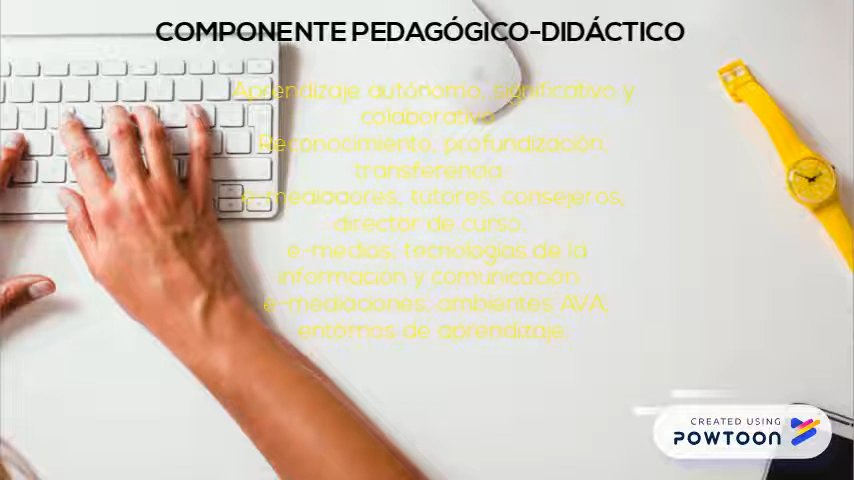 COMPONENTE PEDAGÓGICO-DIDÁCTICO
Aprendizaje autónomo, significativo y
colaborativo.
Reconocimiento, profundización,
transferencia.
e-mediadores, tutores, consejeros,
director de curso.
e-medios, tecnologías de la
información y comunicación.
e-mediaciones, ambientes AVA,
entornos de aprendizaje.
CREATED USING
POWTOON